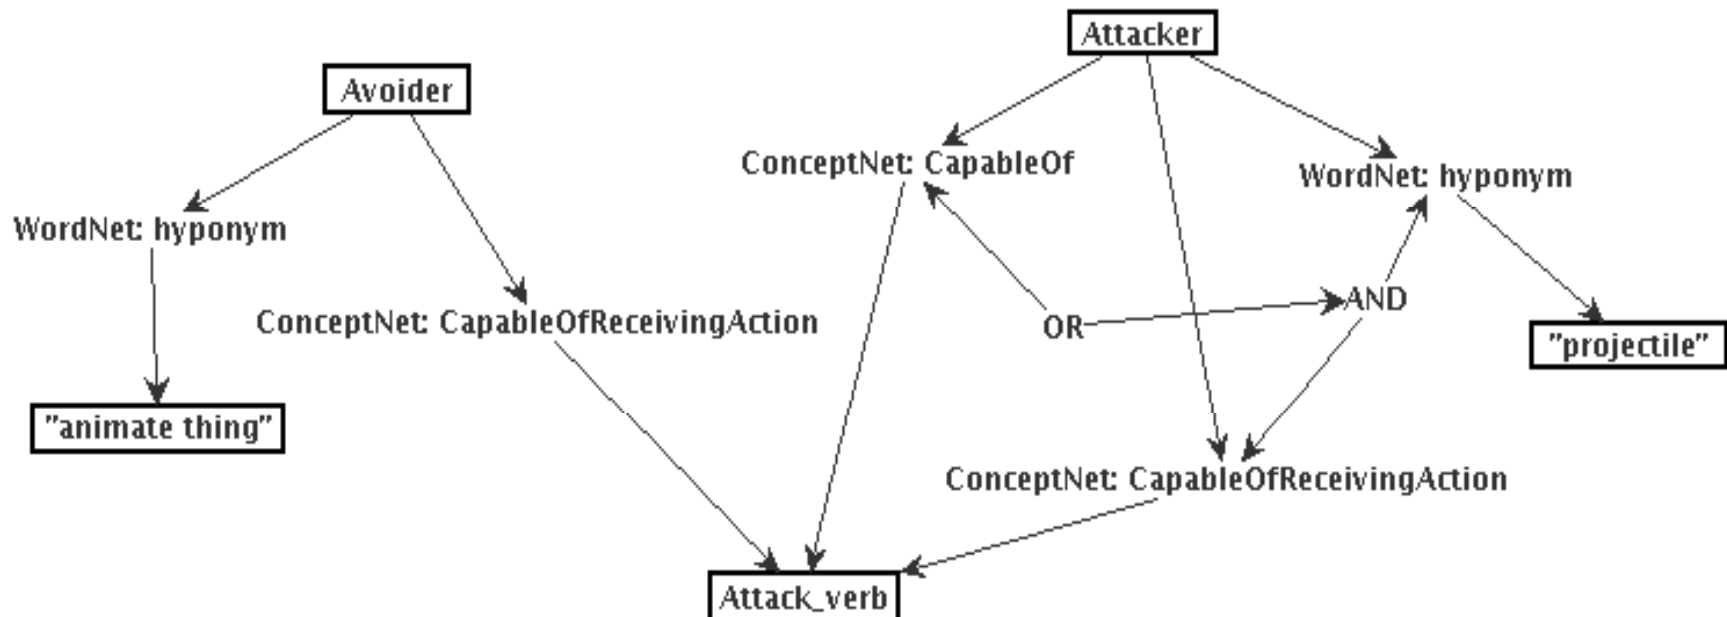 Attacker
Avoider
ConceptNet: CapableOf
WordNet: hyponym
WordNet: hyponym
AND
ConceptNet: CapableOfReceivingAction
OR
"projectile"
"animate thing"
ConceptNet: CapableOfReceivingAction
Attack_verb